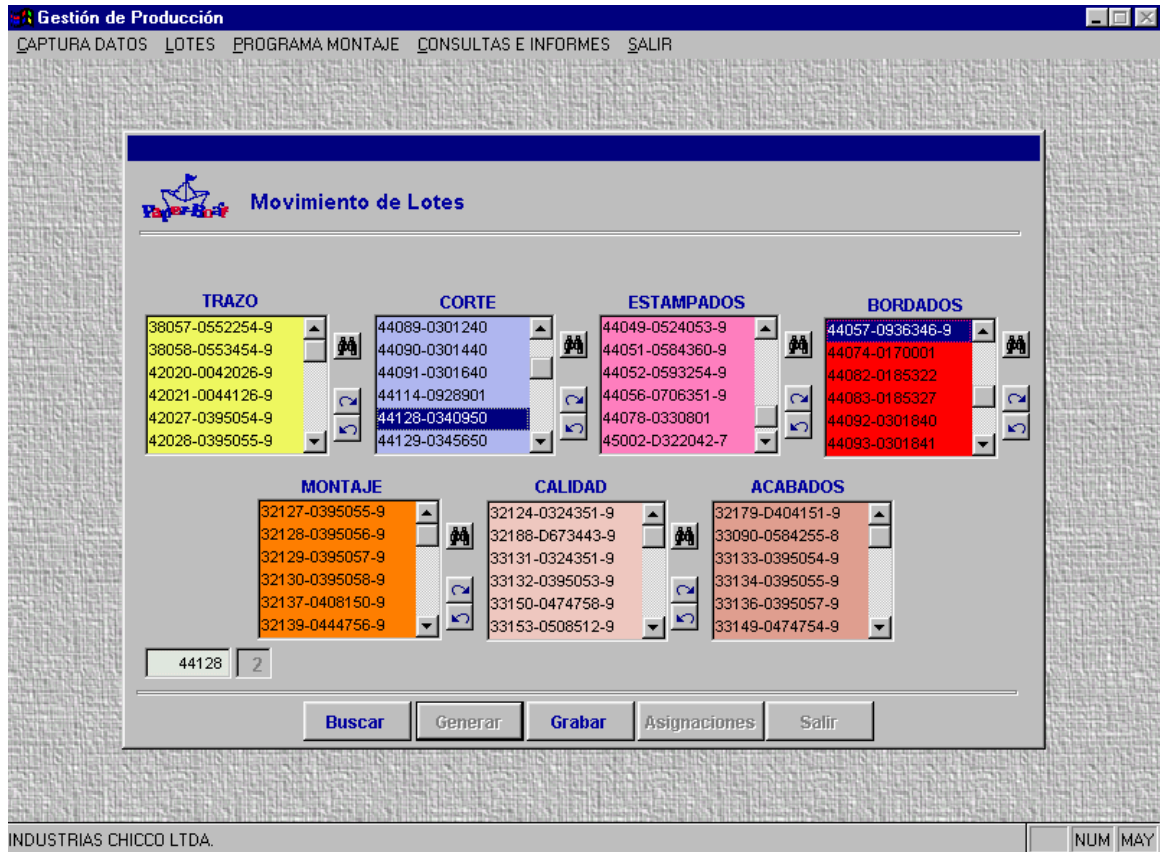 Gestión de Producción
CAPTURA DATOS LOTES PROGRAMA MONTAJE CONSULTAS E INFORMES SALIR
Paper Boat
Movimiento de Lotes
TRAZO
38057-0552254-9
38058-0553454-9
42020-0042026-9
42021-0044126-9
42027-0395054-9
42028-0395055-9
CORTE
44089-0301240
44090-0301440
44091-0301640
44114-0928901
44128-0340950
44129-0345650
ESTAMPADOS
44049-0524053-9
44051-0584360-9
44052-0593254-9
44056-0706351-9
44078-0330801
45002-D322042-7
BORDADOS
44057-0936346-9
44074-0170001
44082-0185322
44083-0185327
44092-0301840
44093-0301841
MONTAJE
32127-0395055-9
32128-0395056-9
32129-0395057-9
32130-0395058-9
32137-0408150-9
32139-0444756-9
CALIDAD
32124-0324351-9
32188-D673443-9
33131-0324351-9
33132-0395053-9
33150-0474758-9
33153-0508512-9
ACABADOS
32179-D404151-9
33090-0584255-8
33133-0395054-9
33134-0395055-9
33136-0395057-9
33149-0474754-9
44128 2
Buscar Generar Grabar Asignaciones Salir
INDUSTRIAS CHICCO LTDA. NUM MAY